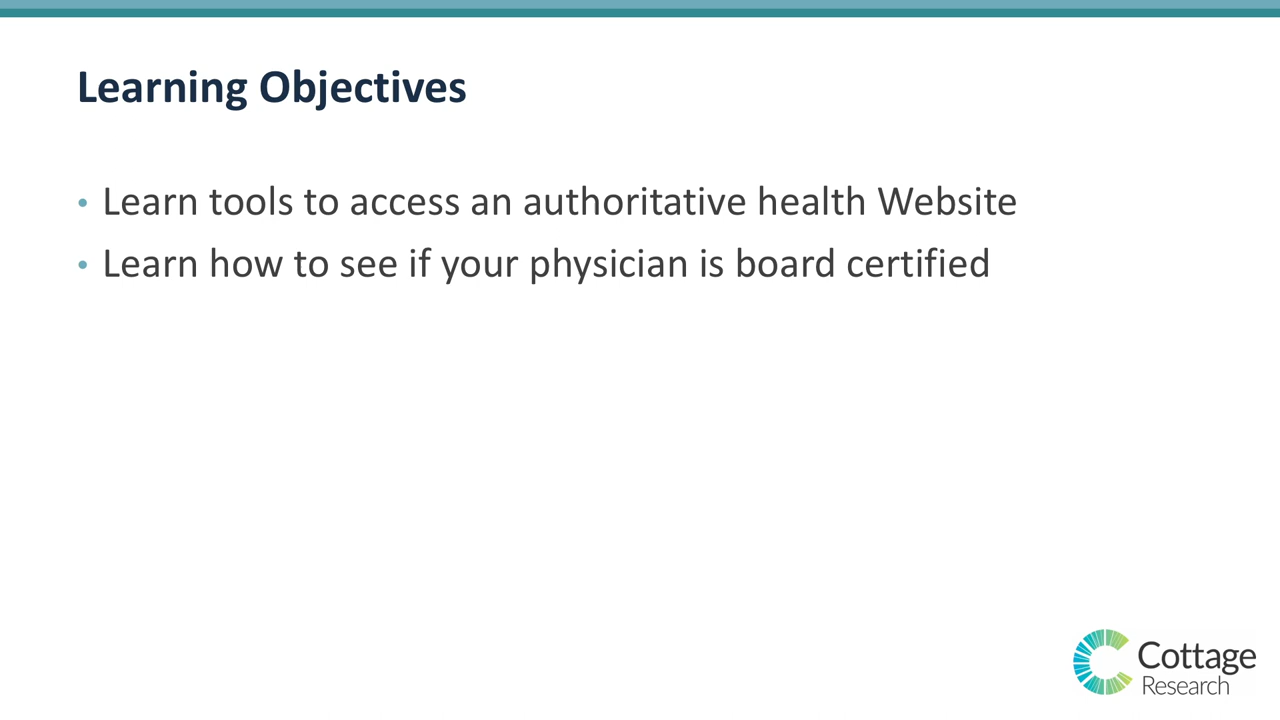 Learning Objectives
• Learn tools to access an authoritative health Website
• Learn how to see if your physician is board certified
Cottage
Research